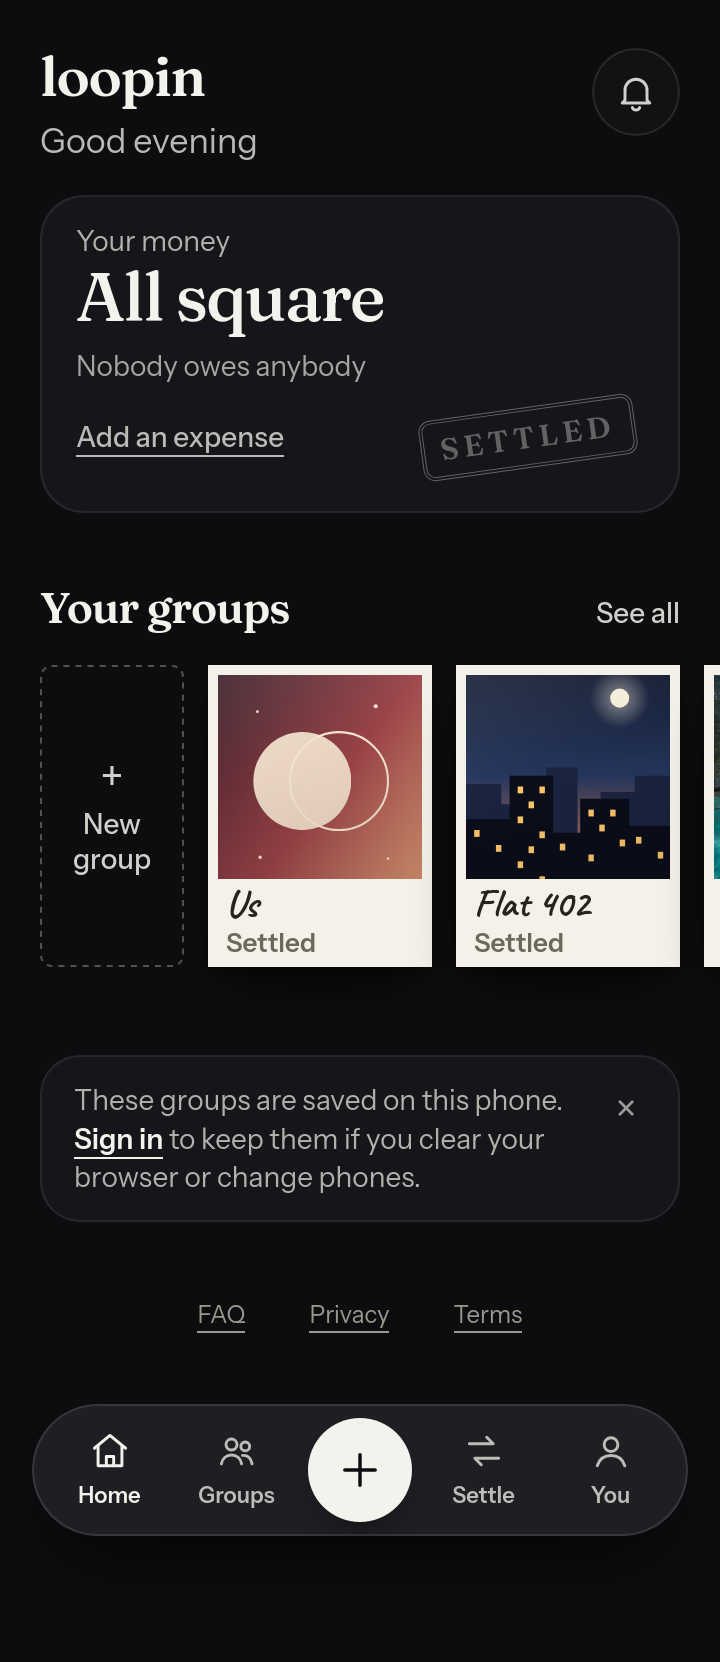 loopin
Good evening
Your money
All square
Nobody owes anybody
Add an expense
SETTLED
Your groups
See all
+
New
group
Us
Settled
Flat 402
Settled
These groups are saved on this phone.
Sign in to keep them if you clear your
browser or change phones.
FAQ
Privacy
Terms
Home
Groups
Settle
You